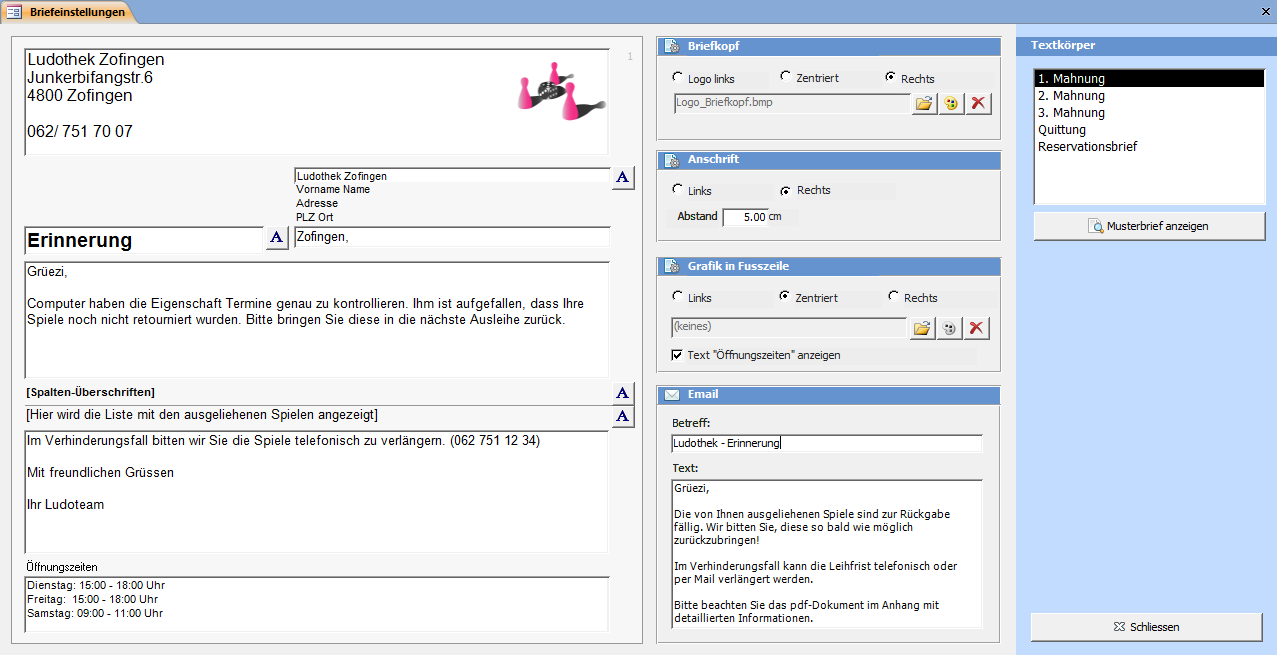 Briefeinstellungen
Ludothek Zofingen
Junkerbifangstr.6
4800 Zofingen
062/ 751 70 07
1
Ludothek Zofingen
Vorname Name
Adresse
PLZ Ort
A
Erinnerung
A
Zofingen,
Grüezi,
Computer haben die Eigenschaft Termine genau zu kontrollieren. Ihm ist aufgefallen, dass Ihre
Spiele noch nicht retourniert wurden. Bitte bringen Sie diese in die nächste Ausleihe zurück.
[Spalten-Überschriften]
A
[Hier wird die Liste mit den ausgeliehenen Spielen angezeigt]
A
Im Verhinderungsfall bitten wir Sie die Spiele telefonisch zu verlängern. (062 751 12 34)
Mit freundlichen Grüssen
Ihr Ludoteam
Öffnungszeiten
Dienstag: 15:00 - 18:00 Uhr
Freitag: 15:00 - 18:00 Uhr
Samstag: 09:00 - 11:00 Uhr
Briefkopf
Logo links Zentriert Rechts
Logo_Briefkopf.bmp
Anschrift
Links Rechts
Abstand 5.00 cm
Grafik in Fusszeile
Links Zentriert Rechts
(keines)
Text "Öffnungszeiten" anzeigen
Email
Betreff:
Ludothek - Erinnerung
Text:
Grüezi,
Die von Ihnen ausgeliehenen Spiele sind zur Rückgabe
fällig. Wir bitten Sie, diese so bald wie möglich
zurückzubringen!
Im Verhinderungsfall kann die Leihfrist telefonisch oder
per Mail verlängert werden.
Bitte beachten Sie das pdf-Dokument im Anhang mit
detaillierten Informationen.
Textkörper
1. Mahnung
2. Mahnung
3. Mahnung
Quittung
Reservationsbrief
Musterbrief anzeigen
Schliessen